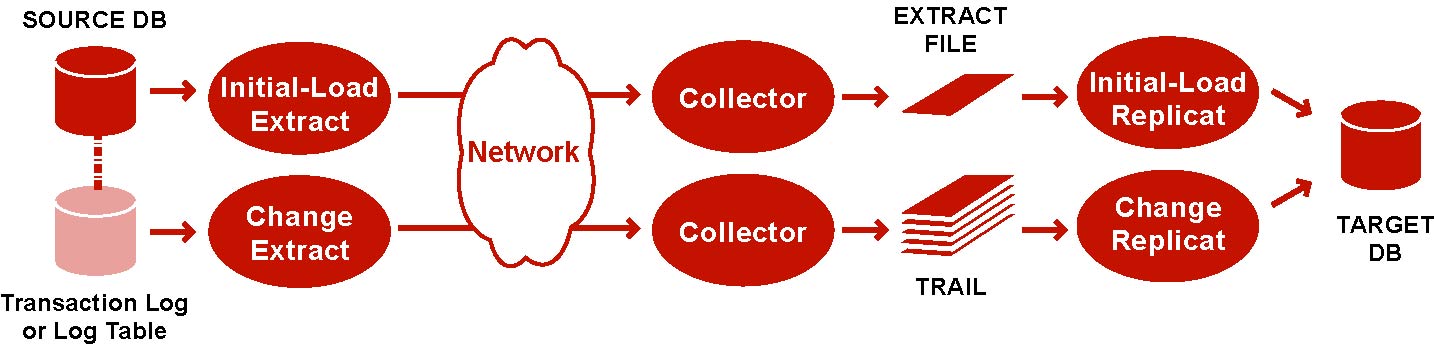 SOURCE DB
Initial-Load
Extract
Network
Collector
EXTRACT
FILE
Initial-Load
Replicat
Transaction Log
or Log Table
Change
Extract
Collector
TRAIL
Change
Replicat
TARGET
DB